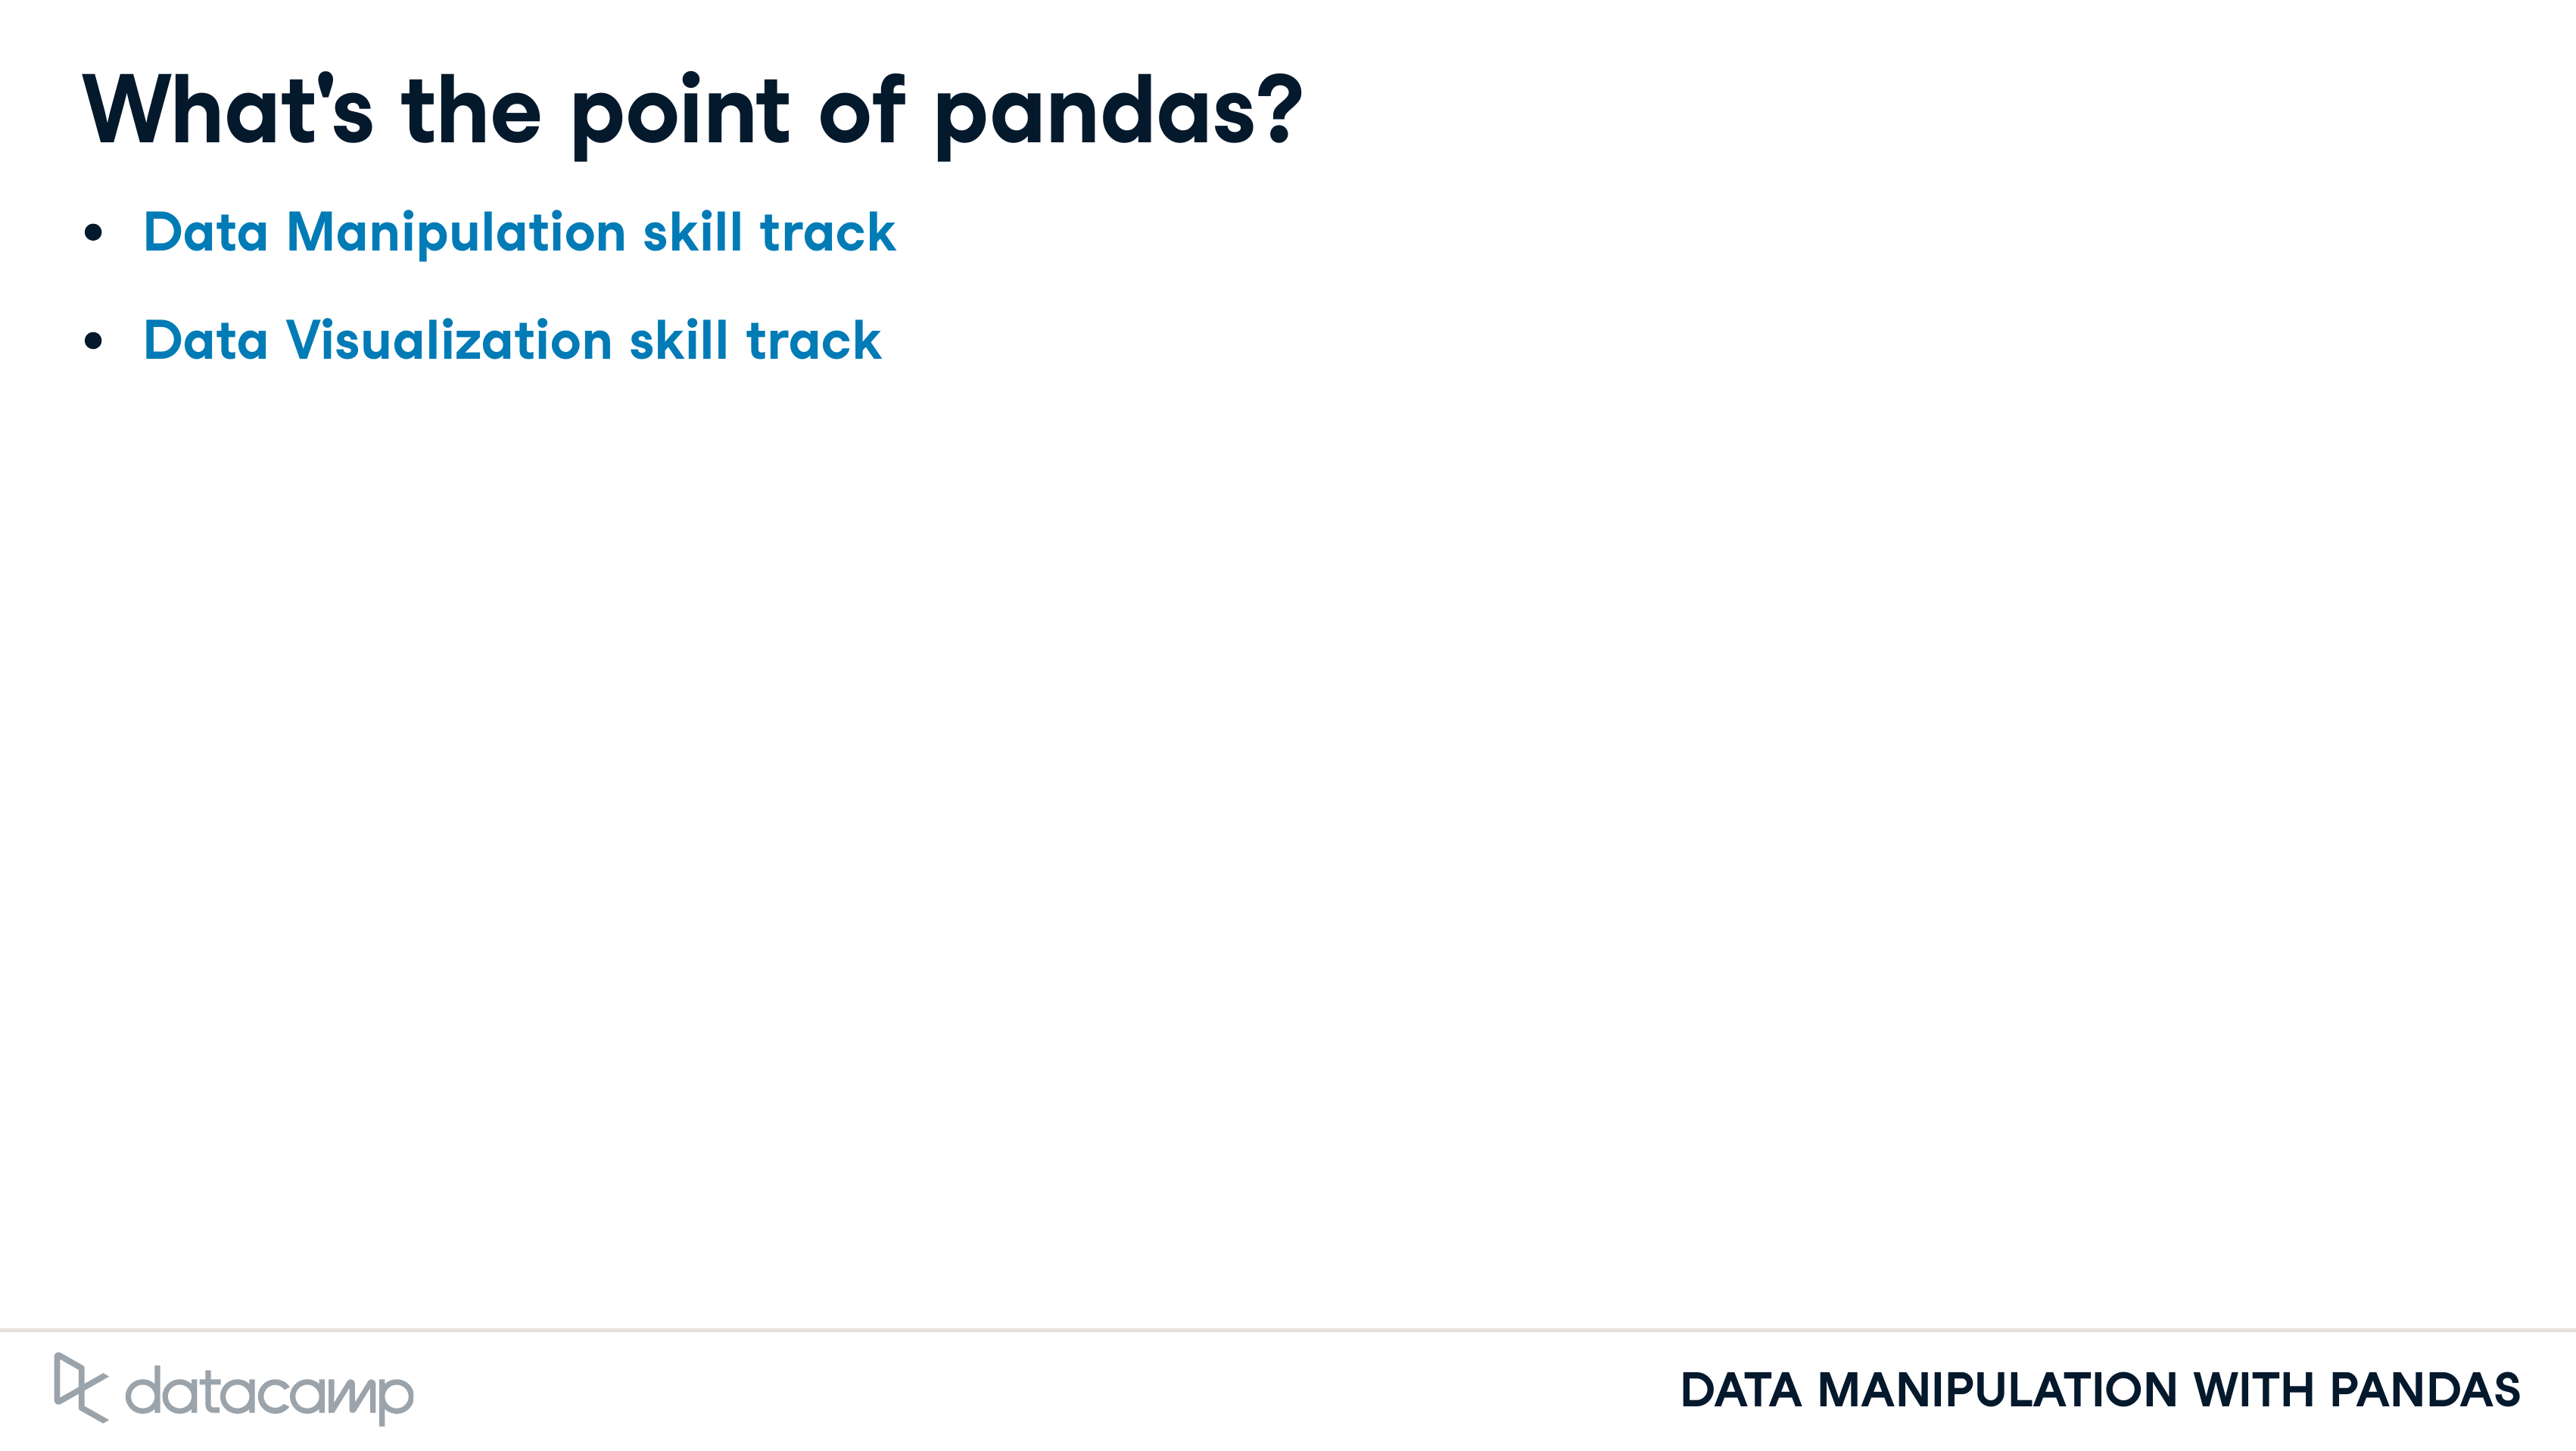 What's the point of pandas?
• Data Manipulation skill track
• Data Visualization skill track
datacamp
DATA MANIPULATION WITH PANDAS